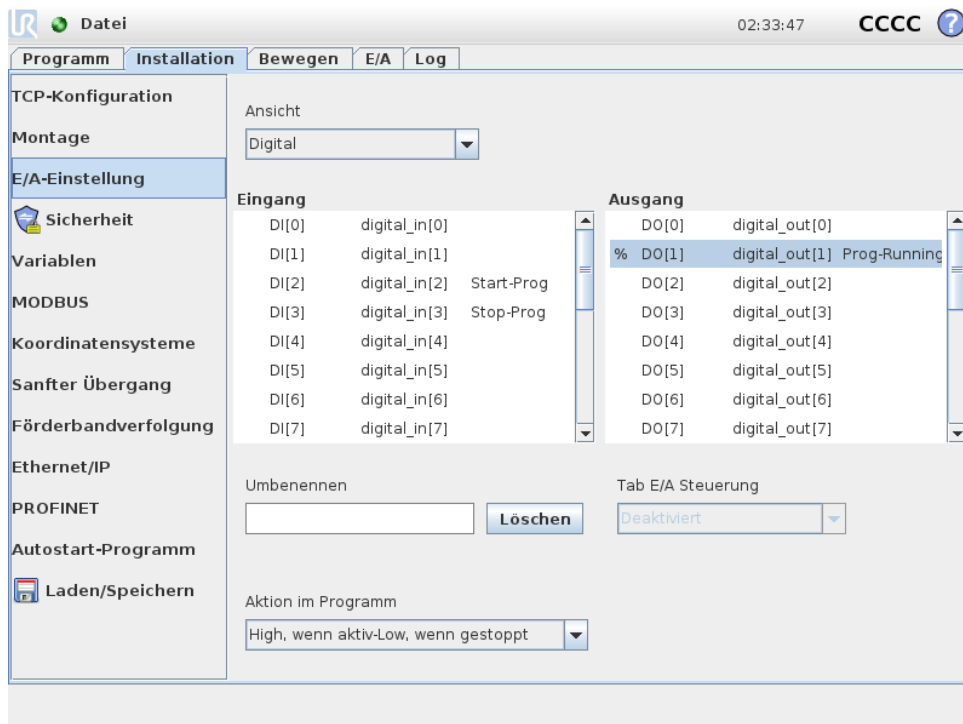 UR Datei 02:33:47 CCCC ?
Programm Installation Bewegen E/A Log
TCP-Konfiguration
Montage
E/A-Einstellung
Sicherheit
Variablen
MODBUS
Koordinatensysteme
Sanfter Übergang
Förderbandverfolgung
Ethernet/IP
PROFINET
Autostart-Programm
Laden/Speichern
Ansicht
Digital
Eingang
DI[0] digital_in[0]
DI[1] digital_in[1]
DI[2] digital_in[2] Start-Prog
DI[3] digital_in[3] Stop-Prog
DI[4] digital_in[4]
DI[5] digital_in[5]
DI[6] digital_in[6]
DI[7] digital_in[7]
Ausgang
DO[0] digital_out[0]
% DO[1] digital_out[1] Prog-Running
DO[2] digital_out[2]
DO[3] digital_out[3]
DO[4] digital_out[4]
DO[5] digital_out[5]
DO[6] digital_out[6]
DO[7] digital_out[7]
Umbenennen
Löschen
Tab E/A Steuerung
Deaktiviert
Aktion im Programm
High, wenn aktiv-Low, wenn gestoppt